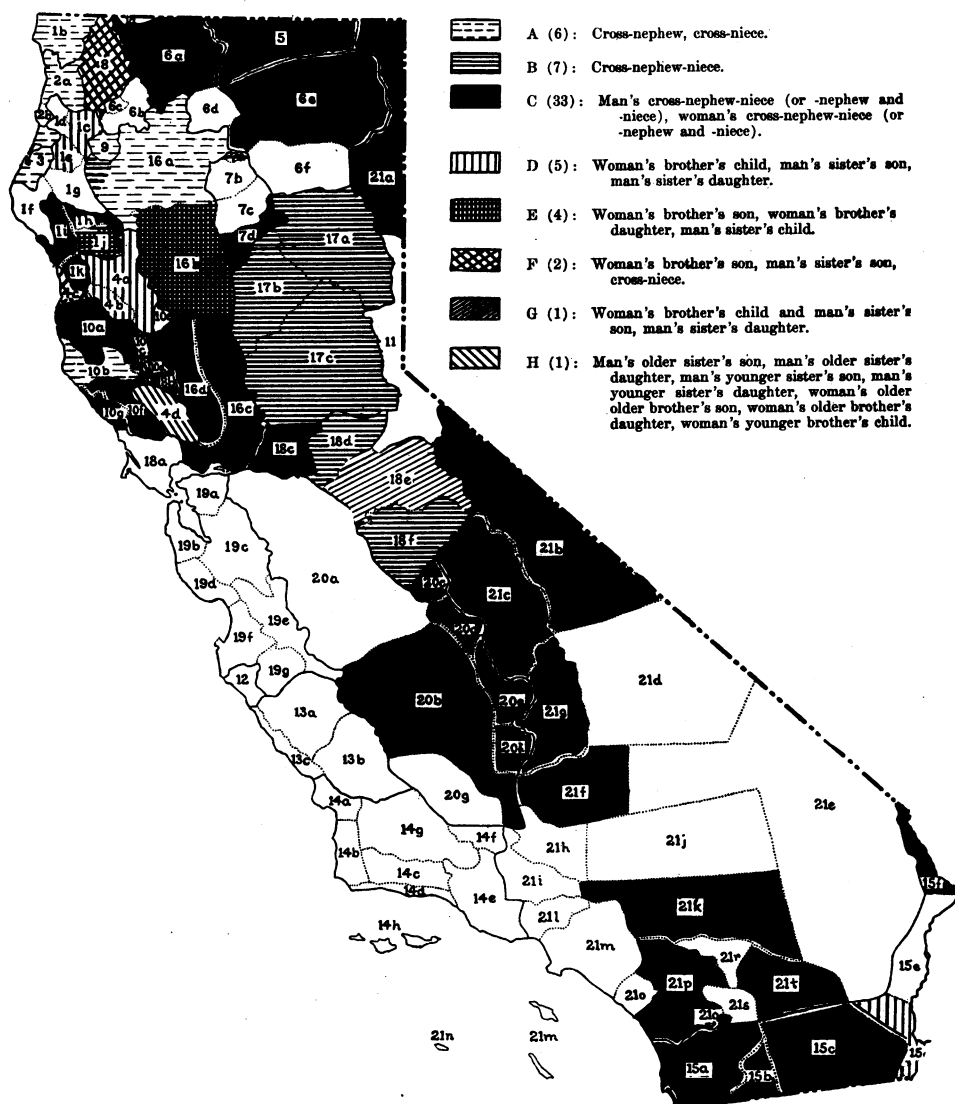 A (6): Cross-nephew, cross-niece.
B (7): Cross-nephew-niece.
C (33): Man's cross-nephew-niece (or -nephew and
-niece), woman's cross-nephew-niece (or
-nephew and -niece).
D (5): Woman's brother's child, man's sister's son,
man's sister's daughter.
E (4): Woman's brother's son, woman's brother's
daughter, man's sister's child.
F (2): Woman's brother's son, man's sister's son,
cross-niece.
G (1): Woman's brother's child and man's sister's
son, man's sister's daughter.
H (1): Man's older sister's son, man's older sister's
daughter, man's younger sister's son, man's
younger sister's daughter, woman's older
older brother's son, woman's older brother's
daughter, woman's younger brother's child.
1b
8
6a
5
2a
6c
6b
6d
6e
2b
1d
9
16a
3
1g
7b
6f
21a
1f
7c
1h
1i
1j
7d
17a
16b
1k
4a
17b
4b
10a
11
17c
10b
16d
16c
10g
10f
4d
18c
18d
18a
18e
19a
19b
19c
18f
21b
19d
20a
21c
19e
19f
19g
12
21d
20b
20e
21g
13a
20f
13c
13b
21f
14a
20g
21e
14g
14f
14b
21h
21j
14c
21i
14d
14e
21k
15f
21l
14h
21m
21r
15e
21p
21t
21o
21s
21q
21n
21m
15c
15a
15b